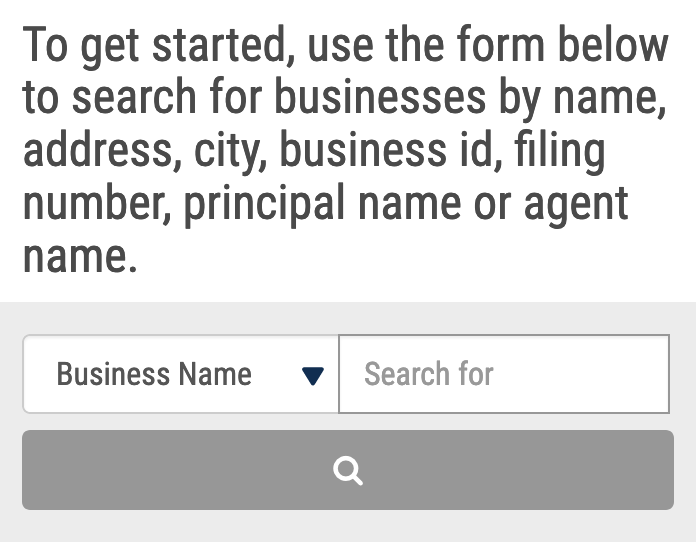 To get started, use the form below
to search for businesses by name,
address, city, business id, filing
number, principal name or agent
name.
Business Name
Search for